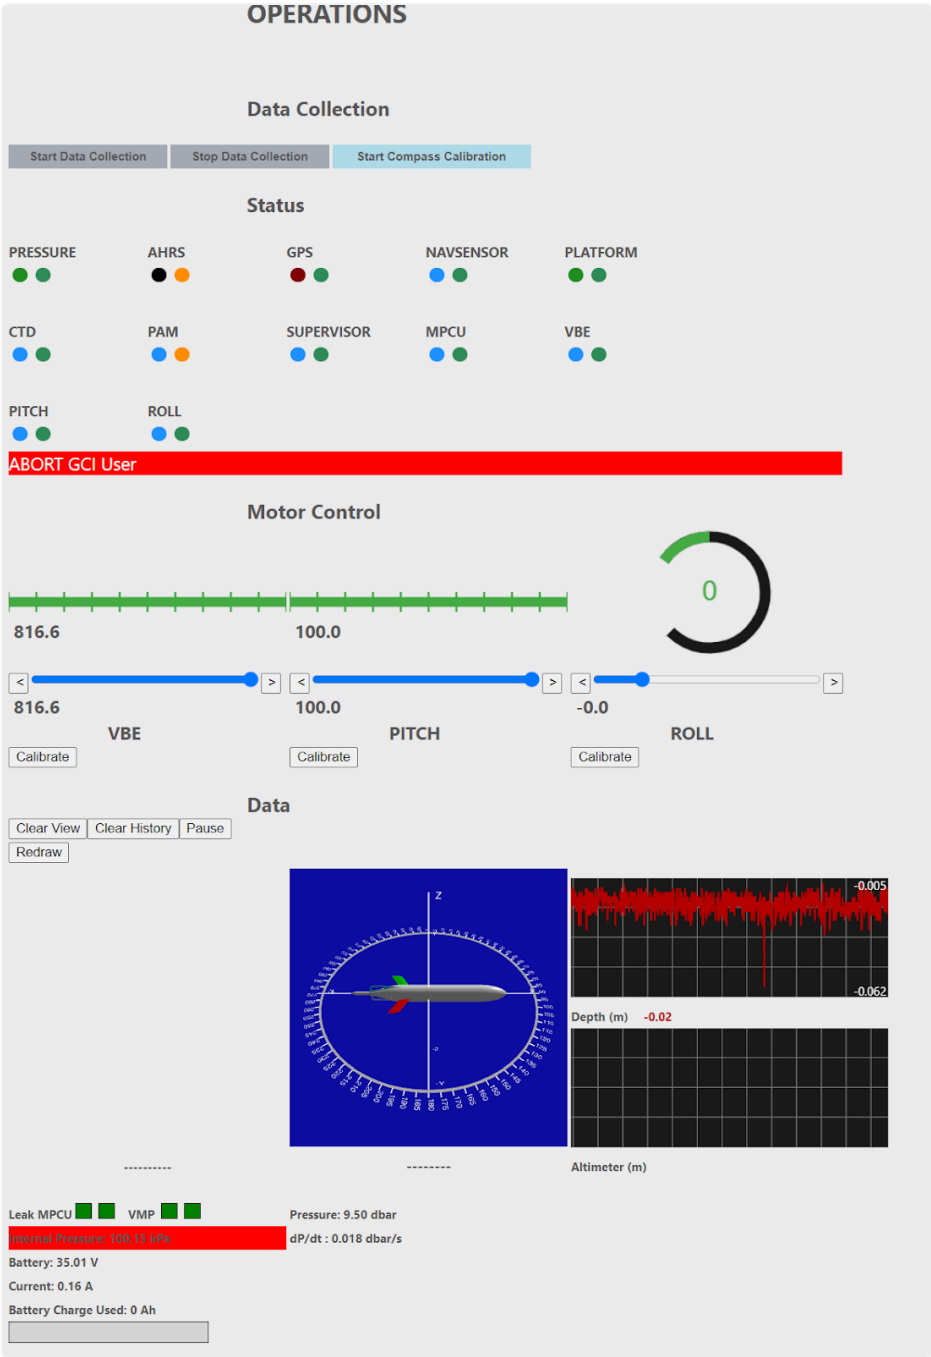 OPERATIONS
Data Collection
Start Data Collection Stop Data Collection Start Compass Calibration
Status
PRESSURE AHRS GPS NAVSENSOR PLATFORM
CTD PAM SUPERVISOR MPCU VBE
PITCH ROLL
ABORT GCI User
Motor Control
0
816.6 100.0
< > < > < >
816.6 100.0 -0.0
VBE PITCH ROLL
Calibrate Calibrate Calibrate
Data
Clear View Clear History Pause
Redraw
Z
-0.005
-0.062
Depth (m) -0.02
---------- --------
Altimeter (m)
Leak MPCU VMP
Pressure: 9.50 dbar
Internal Pressure: 100.15 kPa
dP/dt : 0.018 dbar/s
Battery: 35.01 V
Current: 0.16 A
Battery Charge Used: 0 Ah